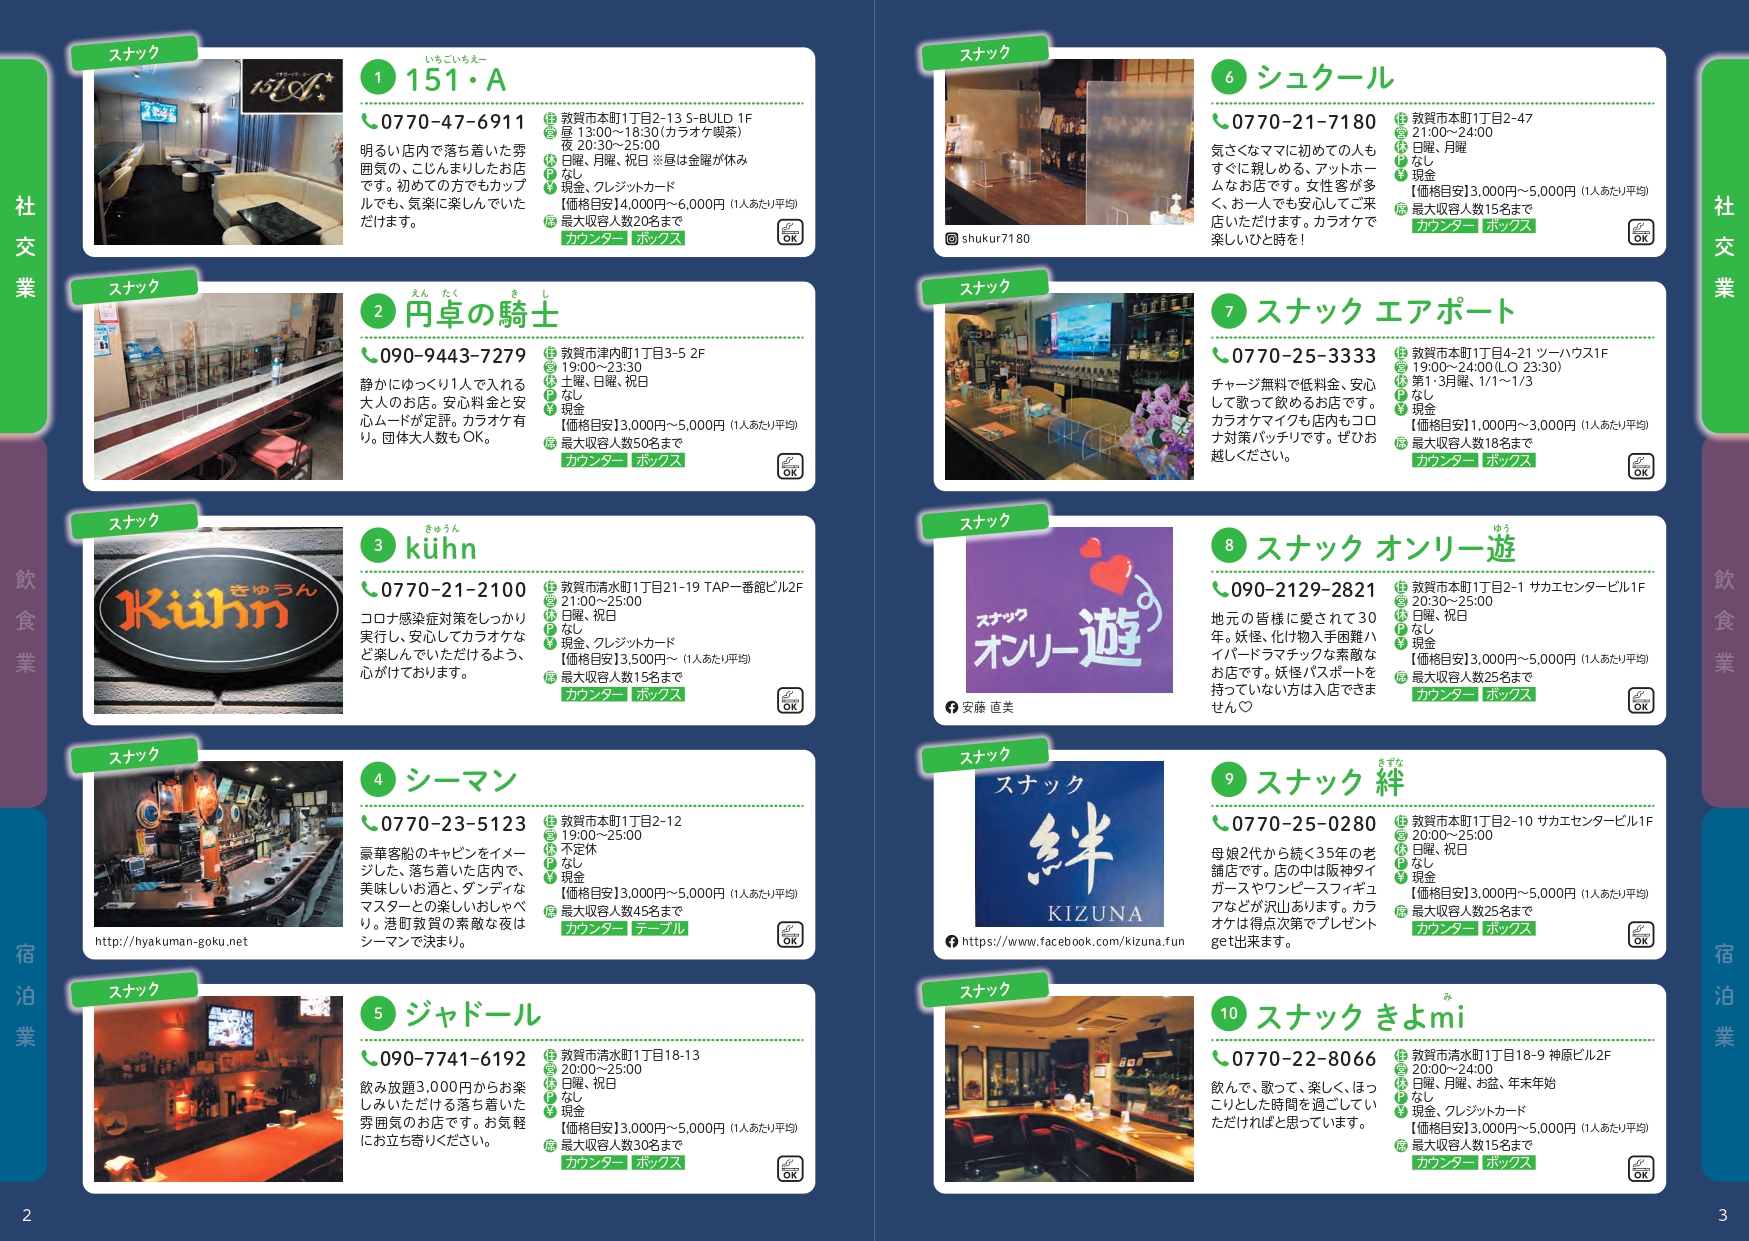 社交業
飲食業
宿泊業
スナック
151・A
1
いちごいちえー
151・A
0770-47-6911
明るい店内で落ち着いた雰
囲気の、こじんまりしたお店
です。初めての方でもカップ
ルでも、気楽に楽しんでいた
だけます。
住 敦賀市本町1丁目2-13 S-BULD 1F
営 昼 13:00〜18:30(カラオケ喫茶)
夜 20:30〜25:00
休 日曜、月曜、祝日 ※昼は金曜が休み
P なし
¥ 現金、クレジットカード
【価格目安】4,000円〜6,000円 (1人あたり平均)
席 最大収容人数20名まで
カウンター ボックス
OK
スナック
2
えん たく き し
円卓の騎士
090-9443-7279
静かにゆっくり1人で入れる
大人のお店。安心料金と安
心ムードが定評。カラオケ有
り。団体大人数もOK。
住 敦賀市津内町1丁目3-5 2F
営 19:00〜23:30
休 土曜、日曜、祝日
P なし
¥ 現金
【価格目安】3,000円〜5,000円 (1人あたり平均)
席 最大収容人数50名まで
カウンター ボックス
OK
スナック
きゅうん
Kühn
3
きゅうん
kühn
0770-21-2100
コロナ感染症対策をしっかり
実行し、安心してカラオケな
ど楽しんでいただけるよう、
心がけております。
住 敦賀市清水町1丁目21-19 TAP一番館ビル2F
営 21:00〜25:00
休 日曜、祝日
P なし
¥ 現金、クレジットカード
【価格目安】3,500円〜 (1人あたり平均)
席 最大収容人数15名まで
カウンター ボックス
OK
スナック
http://hyakuman-goku.net
4
シーマン
0770-23-5123
豪華客船のキャビンをイメー
ジした、落ち着いた店内で、
美味しいお酒と、ダンディな
マスターとの楽しいおしゃべ
り。港町敦賀の素敵な夜は
シーマンで決まり。
住 敦賀市本町1丁目2-12
営 19:00〜25:00
休 不定休
P なし
¥ 現金
【価格目安】3,000円〜5,000円 (1人あたり平均)
席 最大収容人数45名まで
カウンター テーブル
OK
スナック
5
ジャドール
090-7741-6192
飲み放題3,000円からお楽
しみいただける落ち着いた
雰囲気のお店です。お気軽
にお立ち寄りください。
住 敦賀市清水町1丁目18-13
営 20:00〜25:00
休 日曜、祝日
P なし
¥ 現金
【価格目安】3,000円〜5,000円 (1人あたり平均)
席 最大収容人数30名まで
カウンター ボックス
OK
2
スナック
shukur7180
6
シュクール
0770-21-7180
気さくなママに初めての人も
すぐに親しめる、アットホー
ムなお店です。女性客が多
く、お一人でも安心してご来
店いただけます。カラオケで
楽しいひと時を!
住 敦賀市本町1丁目2-47
営 21:00〜24:00
休 日曜、月曜
P なし
¥ 現金
【価格目安】3,000円〜5,000円 (1人あたり平均)
席 最大収容人数15名まで
カウンター ボックス
OK
スナック
7
スナック エアポート
0770-25-3333
チャージ無料で低料金、安心
して歌って飲めるお店です。
カラオケマイクも店内もコロ
ナ対策バッチリです。ぜひお
越しください。
住 敦賀市本町1丁目4-21 ツーハウス1F
営 19:00〜24:00(L.O 23:30)
休 第1・3月曜、1/1〜1/3
P なし
¥ 現金
【価格目安】1,000円〜3,000円 (1人あたり平均)
席 最大収容人数18名まで
カウンター ボックス
OK
スナック
スナック
オンリー遊
安藤 直美
8
ゆう
スナック オンリー遊
090-2129-2821
地元の皆様に愛されて30
年。妖怪、化け物入手困難ハ
イパードラマチックな素敵な
お店です。妖怪パスポートを
持っていない方は入店できま
せん♡
住 敦賀市本町1丁目2-1 サカエセンタービル1F
営 20:30〜25:00
休 日曜、祝日
P なし
¥ 現金
【価格目安】3,000円〜5,000円 (1人あたり平均)
席 最大収容人数25名まで
カウンター ボックス
OK
スナック
スナック
絆
KIZUNA
https://www.facebook.com/kizuna.fun
9
きずな
スナック 絆
0770-25-0280
母娘2代から続く35年の老
舗店です。店の中は阪神タイ
ガースやワンピースフィギュ
アなどが沢山あります。カラ
オケは得点次第でプレゼント
get出来ます。
住 敦賀市本町1丁目2-10 サカエセンタービル1F
営 20:00〜25:00
休 日曜、祝日
P なし
¥ 現金
【価格目安】3,000円〜5,000円 (1人あたり平均)
席 最大収容人数25名まで
カウンター ボックス
OK
スナック
10
み
スナック きよmi
0770-22-8066
飲んで、歌って、楽しく、ほっ
こりとした時間を過ごしてい
ただければと思っています。
住 敦賀市清水町1丁目18-9 神原ビル2F
営 20:00〜24:00
休 日曜、月曜、お盆、年末年始
P なし
¥ 現金、クレジットカード
【価格目安】3,000円〜5,000円 (1人あたり平均)
席 最大収容人数15名まで
カウンター ボックス
OK
社交業
飲食業
宿泊業
3